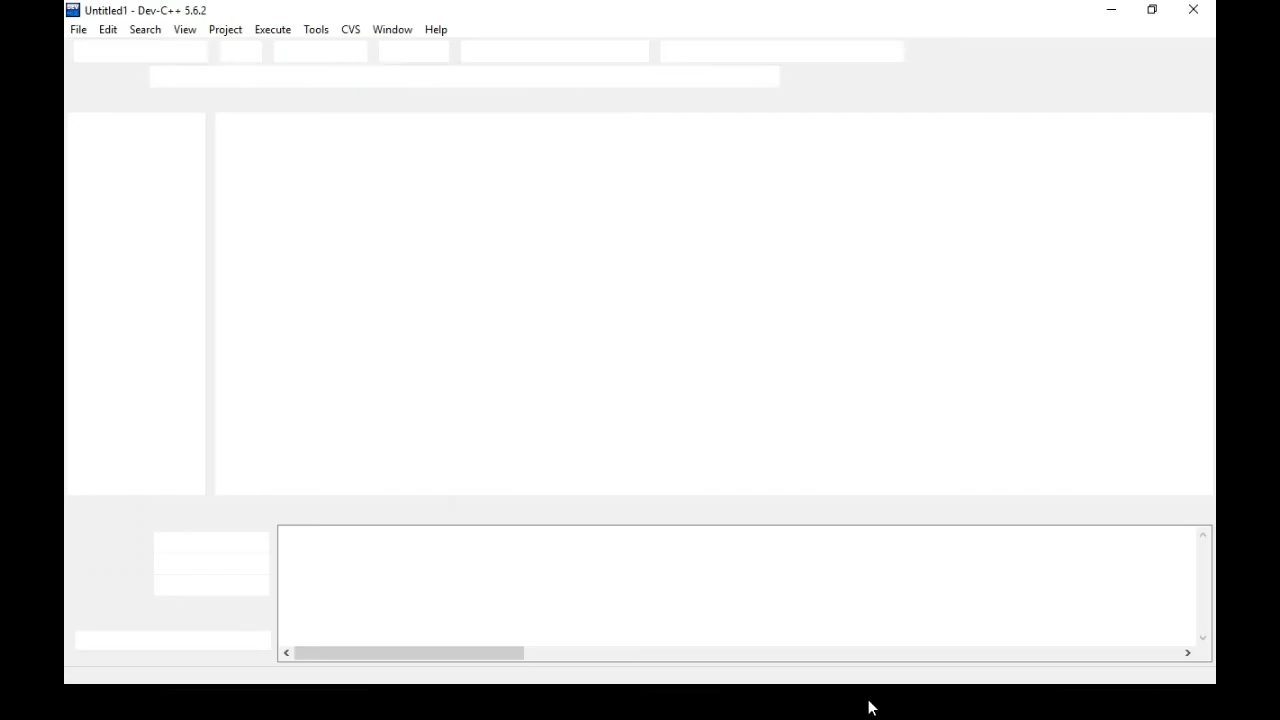 Untitled1 - Dev-C++ 5.6.2
File Edit Search View Project Execute Tools CVS Window Help